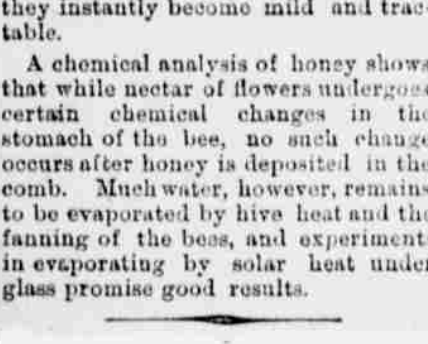 they instantly become mild and trac-
table.
A chemical analysis of honey shows
that while nectar of flowers undergoes
certain chemical changes in the
stomach of the bee, no such change
occurs after honey is deposited in the
comb. Much water, however, remains
to be evaporated by hive heat and the
fanning of the bees, and experiment
in evaporating by solar heat under
glass promise good results.